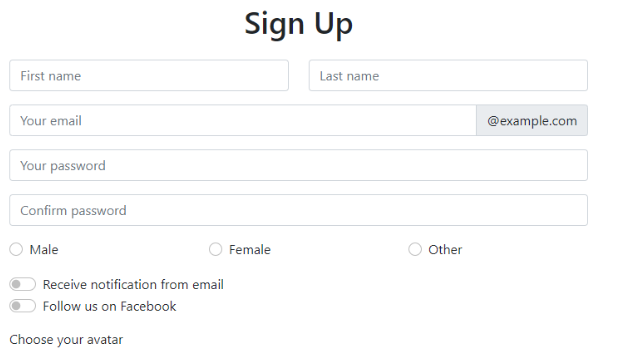 Sign Up
First name Last name
Your email @example.com
Your password
Confirm password
Male Female Other
Receive notification from email
Follow us on Facebook
Choose your avatar